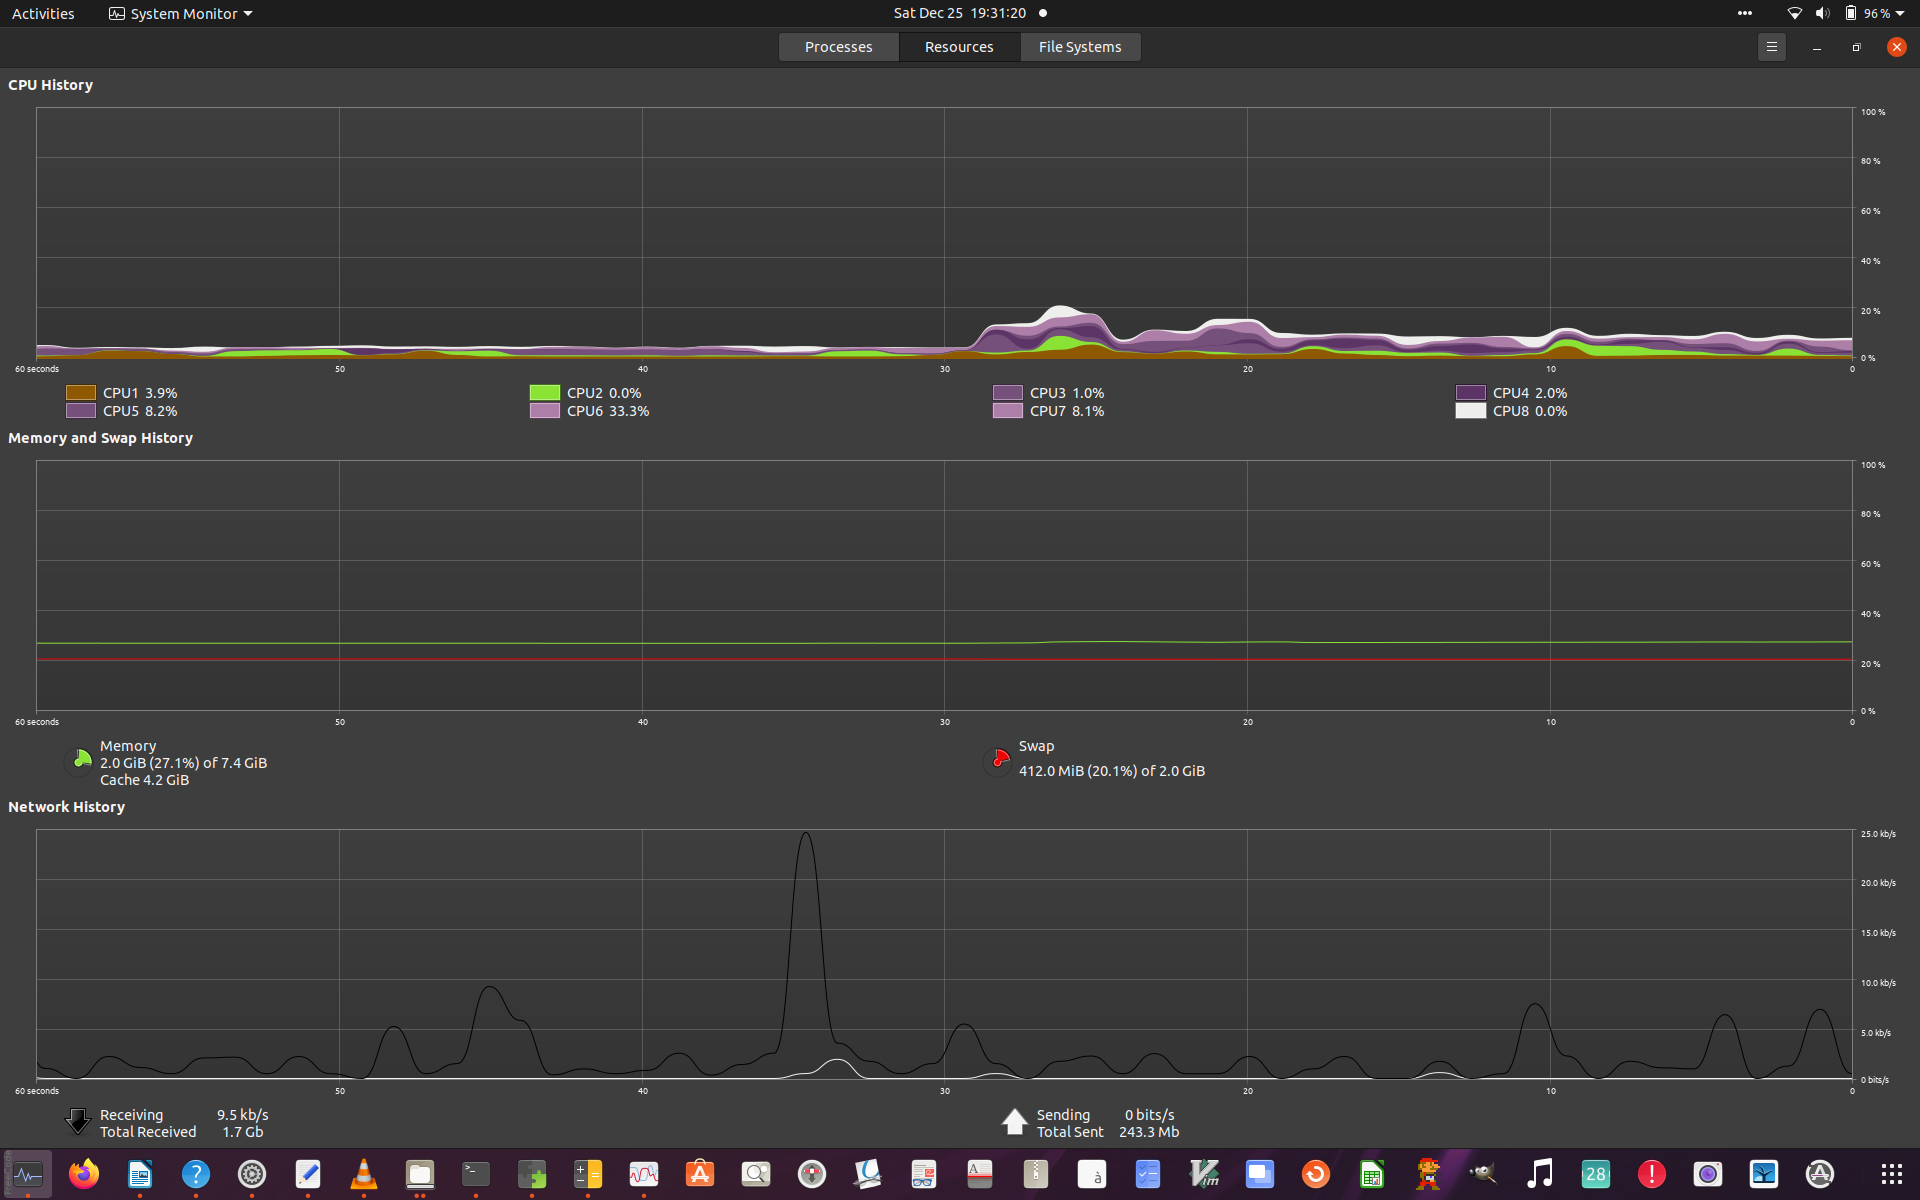 Activities System Monitor Sat Dec 25 19:31:20 96 %
Processes Resources File Systems
CPU History
100 %
80 %
60 %
40 %
20 %
0 %
60 seconds 50 40 30 20 10 0
CPU1 3.9% CPU2 0.0% CPU3 1.0% CPU4 2.0%
CPU5 8.2% CPU6 33.3% CPU7 8.1% CPU8 0.0%
Memory and Swap History
100 %
80 %
60 %
40 %
20 %
0 %
60 seconds 50 40 30 20 10 0
Memory
2.0 GiB (27.1%) of 7.4 GiB
Cache 4.2 GiB
Swap
412.0 MiB (20.1%) of 2.0 GiB
Network History
25.0 kb/s
20.0 kb/s
15.0 kb/s
10.0 kb/s
5.0 kb/s
0 bits/s
60 seconds 50 40 30 20 10 0
Receiving 9.5 kb/s
Total Received 1.7 Gb
Sending 0 bits/s
Total Sent 243.3 Mb
28